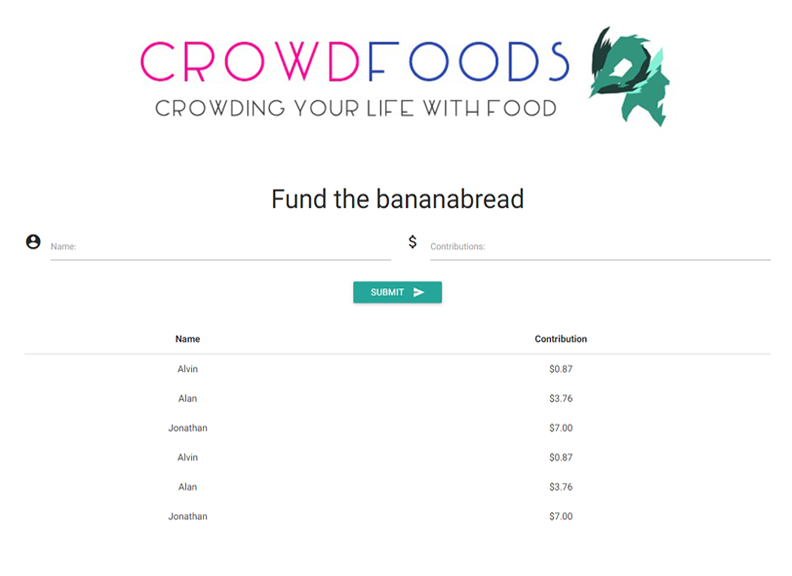 CROWDFOODS
CROWDING YOUR LIFE WITH FOOD
Fund the bananabread
Name: $ Contributions:
SUBMIT
Name Contribution
Alvin $0.87
Alan $3.76
Jonathan $7.00
Alvin $0.87
Alan $3.76
Jonathan $7.00